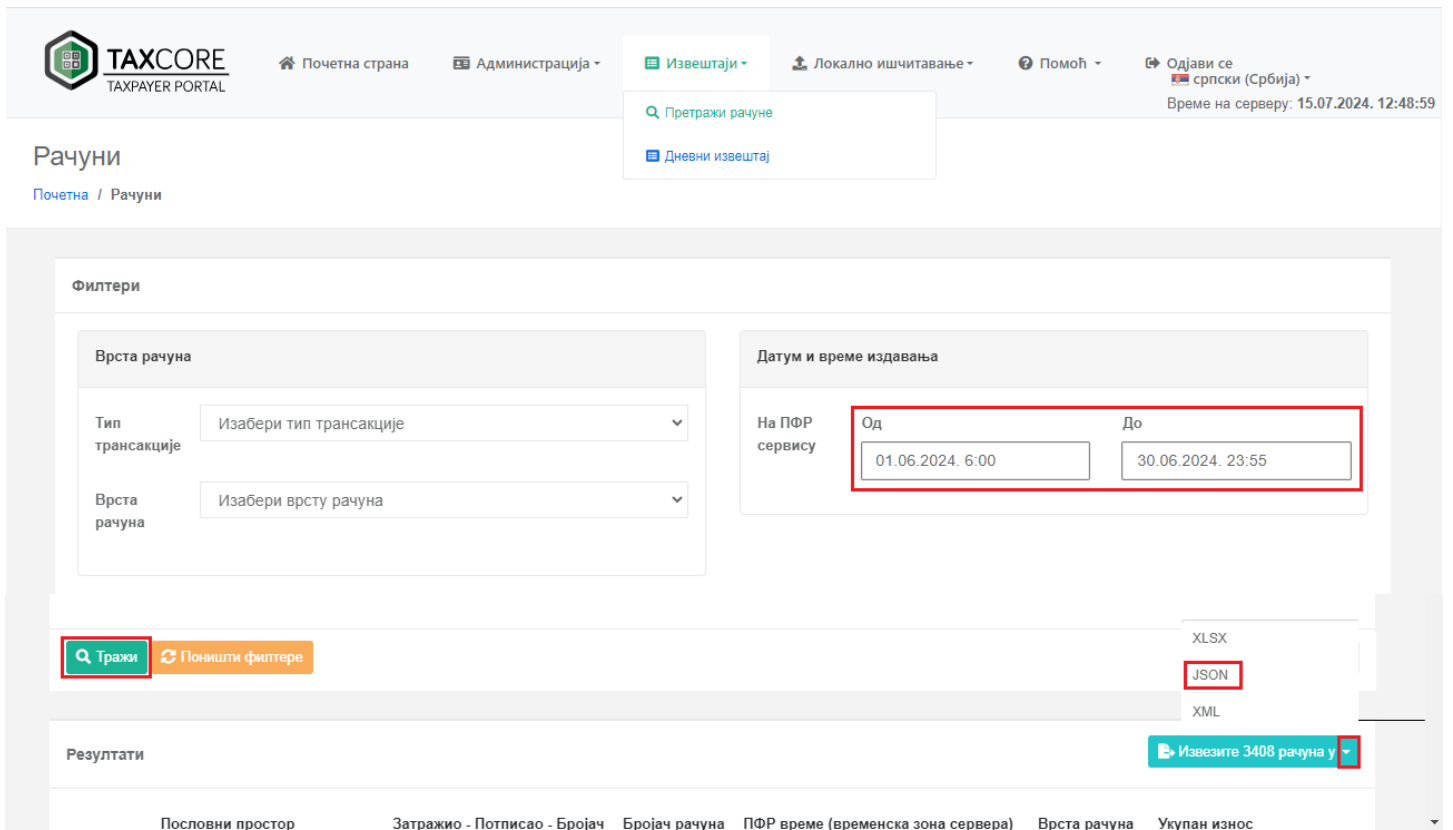 TAXCORE
TAXPAYER PORTAL
Почетна страна
Администрација
Извештаји
Локално ишчитавање
Помоћ
Одјави се
српски (Србија)
Време на серверу: 15.07.2024. 12:48:59
Претражи рачуне
Дневни извештај
Рачуни
Почетна / Рачуни
Филтери
Врста рачуна
Тип трансакције
Изабери тип трансакције
Врста рачуна
Изабери врсту рачуна
Датум и време издавања
На ПФР сервису
Од
До
01.06.2024. 6:00
30.06.2024. 23:55
Тражи
Поништи филтере
XLSX
JSON
XML
Резултати
Извезите 3408 рачуна у
Пословни простор
Затражио - Потписао - Бројач
Бројач рачуна
ПФР време (временска зона сервера)
Врста рачуна
Укупан износ